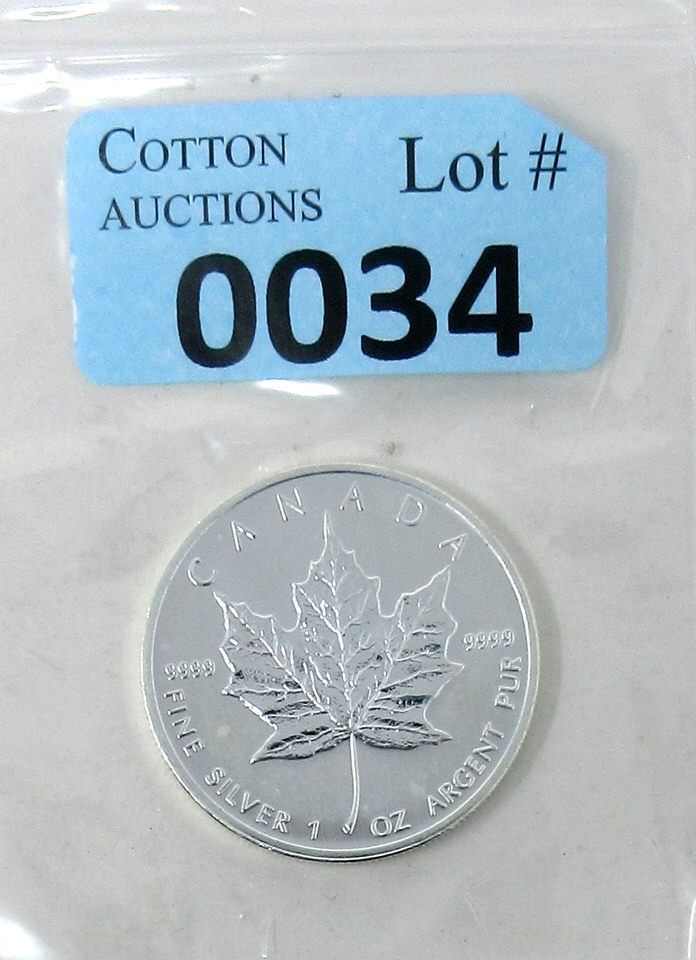 COTTON
AUCTIONS
Lot #
0034
CANADA
9999
9999
FINE SILVER 1 OZ ARGENT PUR